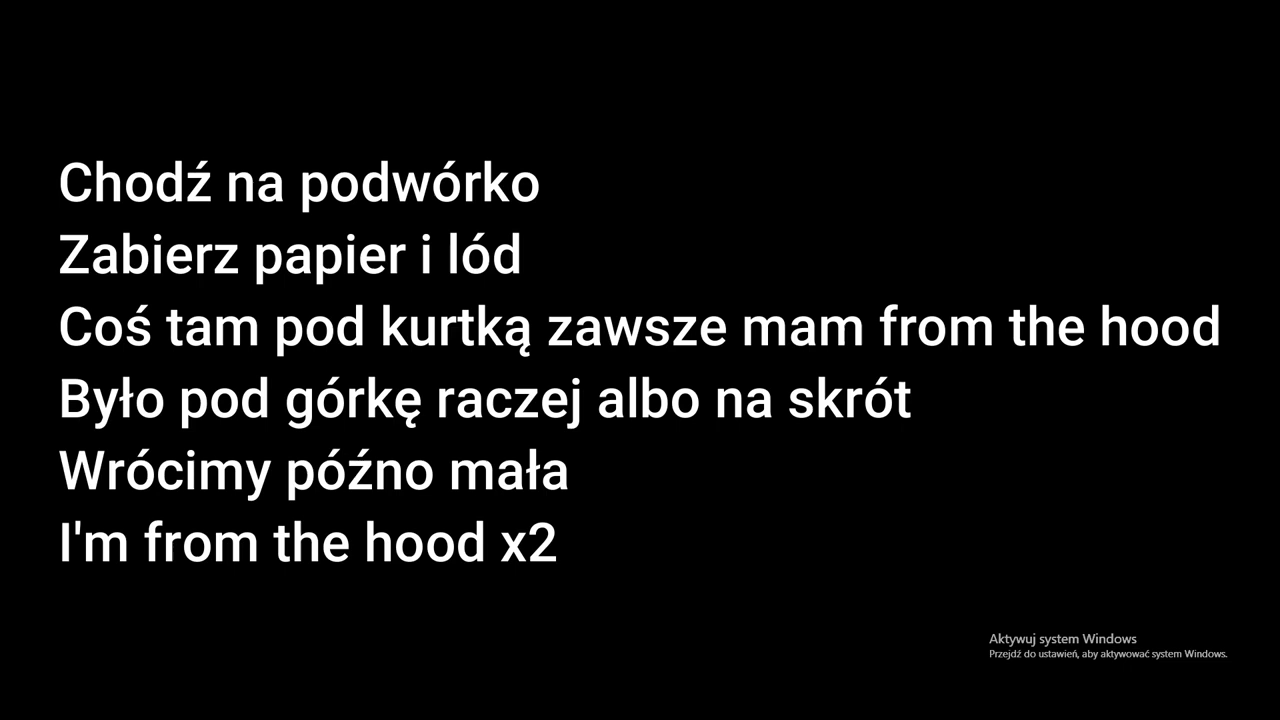 Chodź na podwórko
Zabierz papier i lód
Coś tam pod kurtką zawsze mam from the hood
Było pod górkę raczej albo na skrót
Wrócimy późno mała
I'm from the hood x2
Aktywuj system Windows
Przejdź do ustawień, aby aktywować system Windows.